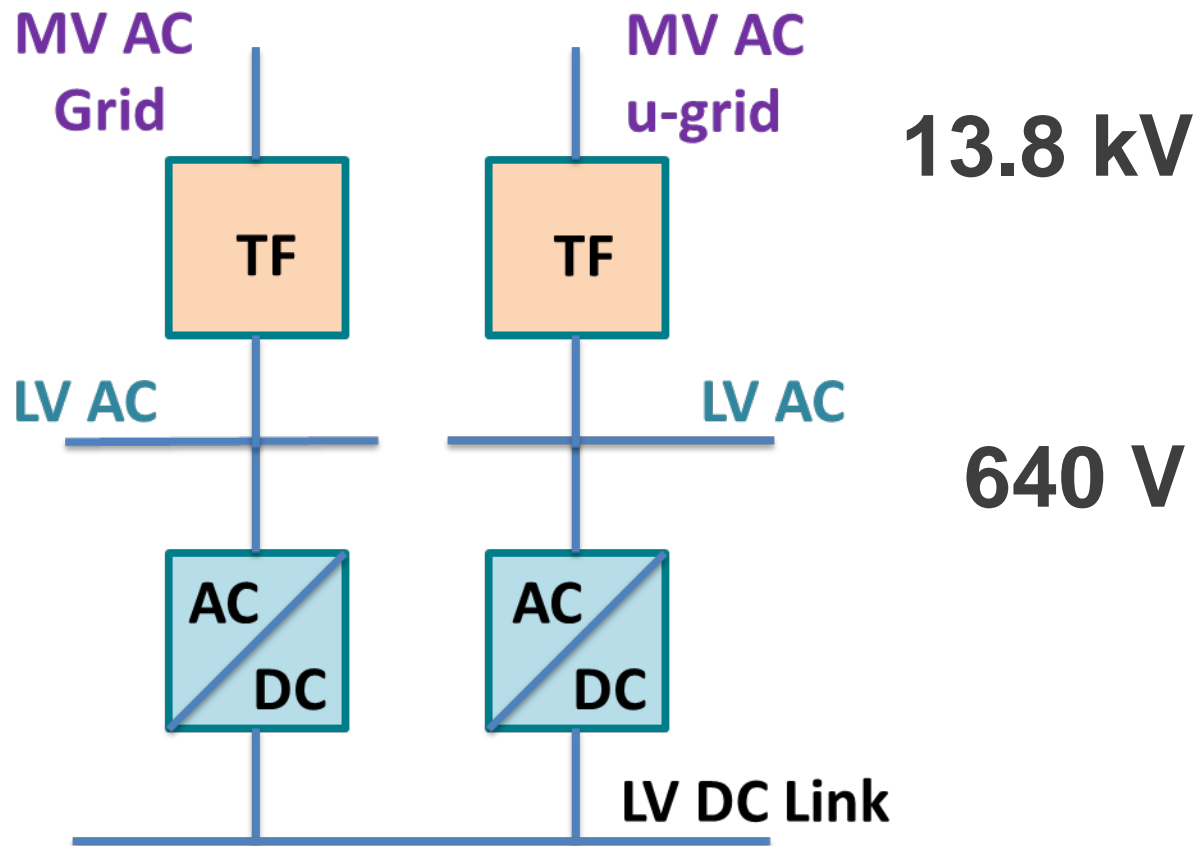 MV AC
Grid
MV AC
u-grid
13.8 kV
TF
TF
LV AC
LV AC
640 V
AC
DC
AC
DC
LV DC Link